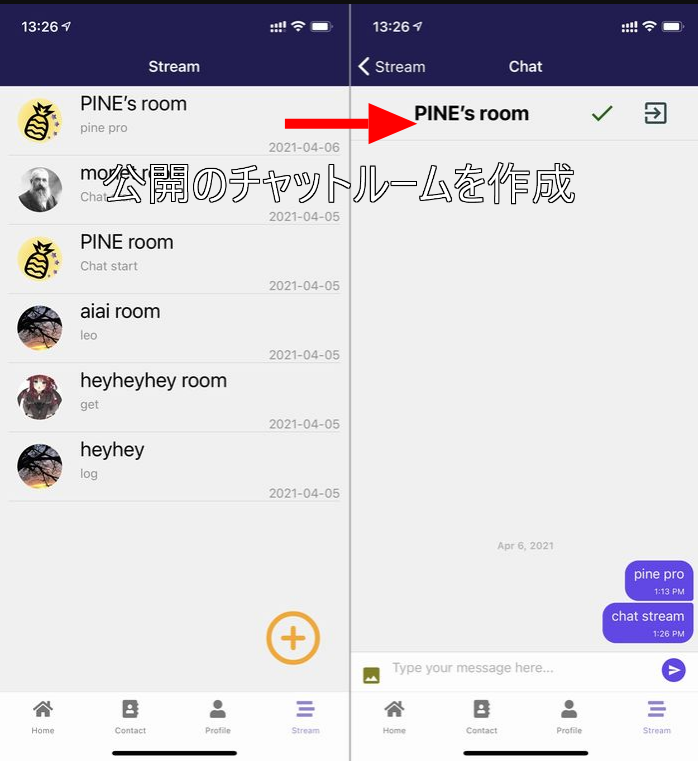 13:26
Stream
PINE's room
pine pro
2021-04-06
monet room
Chat
2021-04-05
PINE room
Chat start
2021-04-05
aiai room
leo
2021-04-05
heyheyhey room
get
2021-04-05
heyhey
log
2021-04-05
Home
Contact
Profile
Stream
公開のチャットルームを作成
13:26
Stream
Chat
PINE's room
Apr 6, 2021
pine pro
1:13 PM
chat stream
1:26 PM
Type your message here...
Home
Contact
Profile
Stream